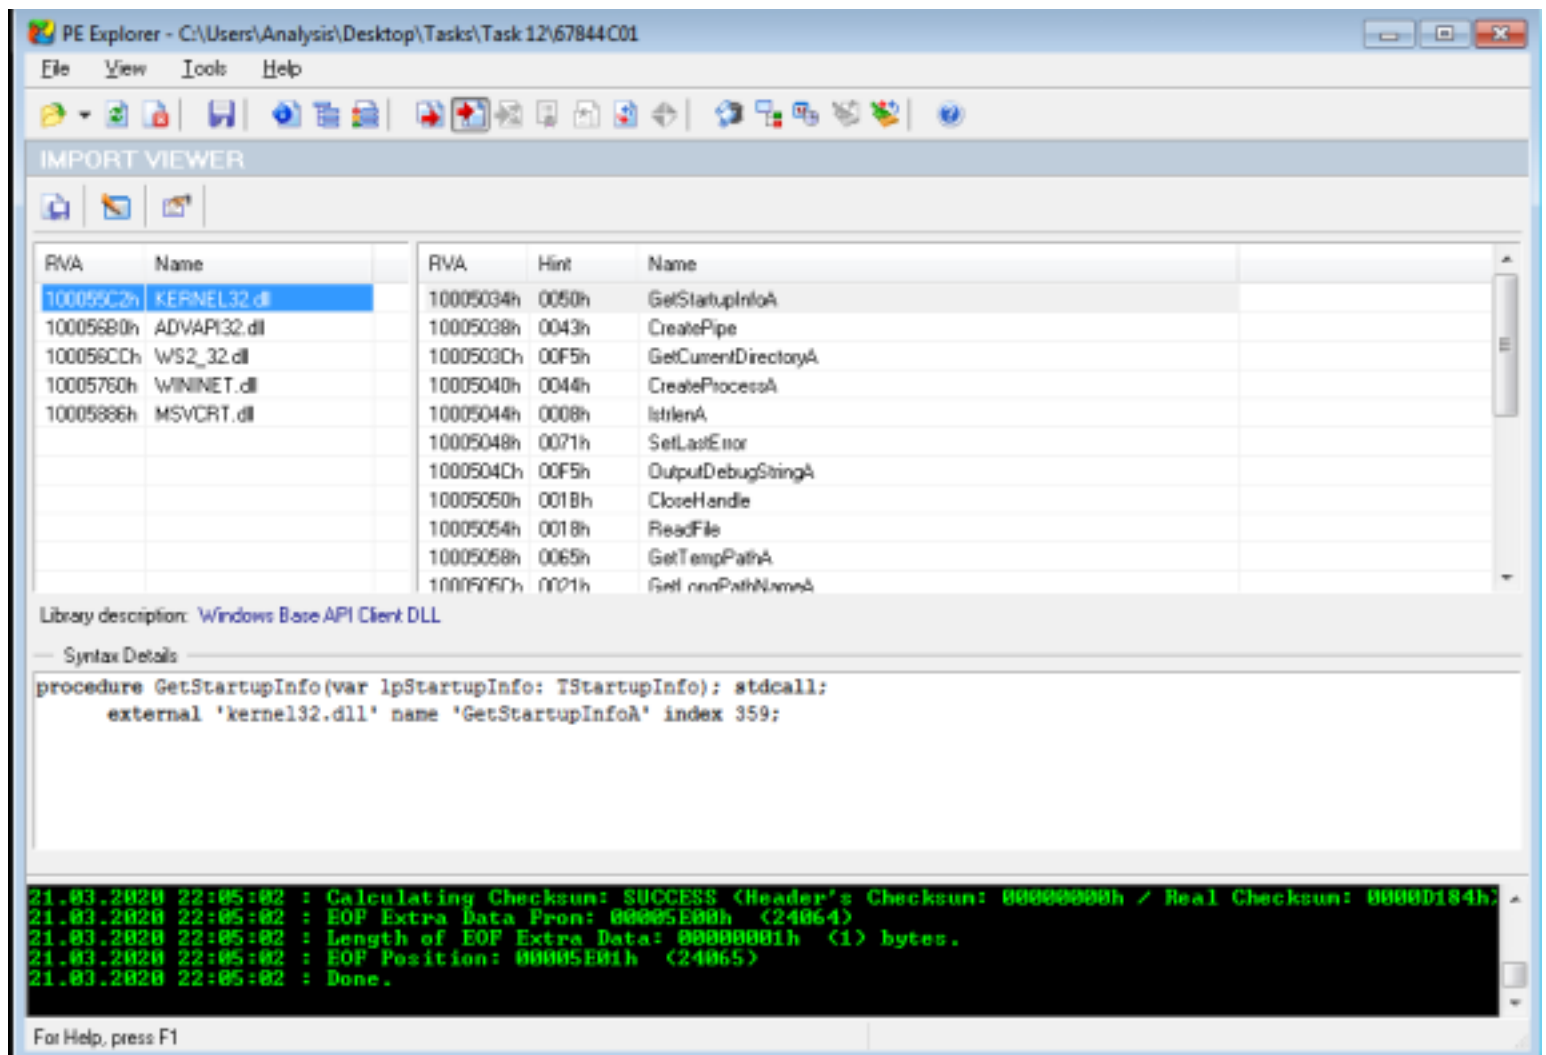 PE Explorer - C:\Users\Analysis\Desktop\Tasks\Task 12\67844C01
File View Tools Help
IMPORT VIEWER
RVA Name
100055C2h KERNEL32.dll
100056B0h ADVAPI32.dll
100056CCh WS2_32.dll
10005760h WININET.dll
10005886h MSVCRT.dll
RVA Hint Name
10005034h 0050h GetStartupInfoA
10005038h 0043h CreatePipe
1000503Ch 00F5h GetCurrentDirectoryA
10005040h 0044h CreateProcessA
10005044h 0008h lstrlenA
10005048h 0071h SetLastError
1000504Ch 00F5h OutputDebugStringA
10005050h 001Bh CloseHandle
10005054h 0018h ReadFile
10005058h 0065h GetTempPathA
1000505Ch 0021h GetLongPathNameA
Library description: Windows Base API Client DLL
Syntax Details
procedure GetStartupInfo(var lpStartupInfo: TStartupInfo); stdcall;
external 'kernel32.dll' name 'GetStartupInfoA' index 359;
21.03.2020 22:05:02 : Calculating Checksum: SUCCESS (Header's Checksum: 00000000h / Real Checksum: 0000D184h)
21.03.2020 22:05:02 : EOF Extra Data From: 00005E00h (24064)
21.03.2020 22:05:02 : Length of EOF Extra Data: 00000001h (1) bytes.
21.03.2020 22:05:02 : EOF Position: 00005E01h (24065)
21.03.2020 22:05:02 : Done.
For Help, press F1